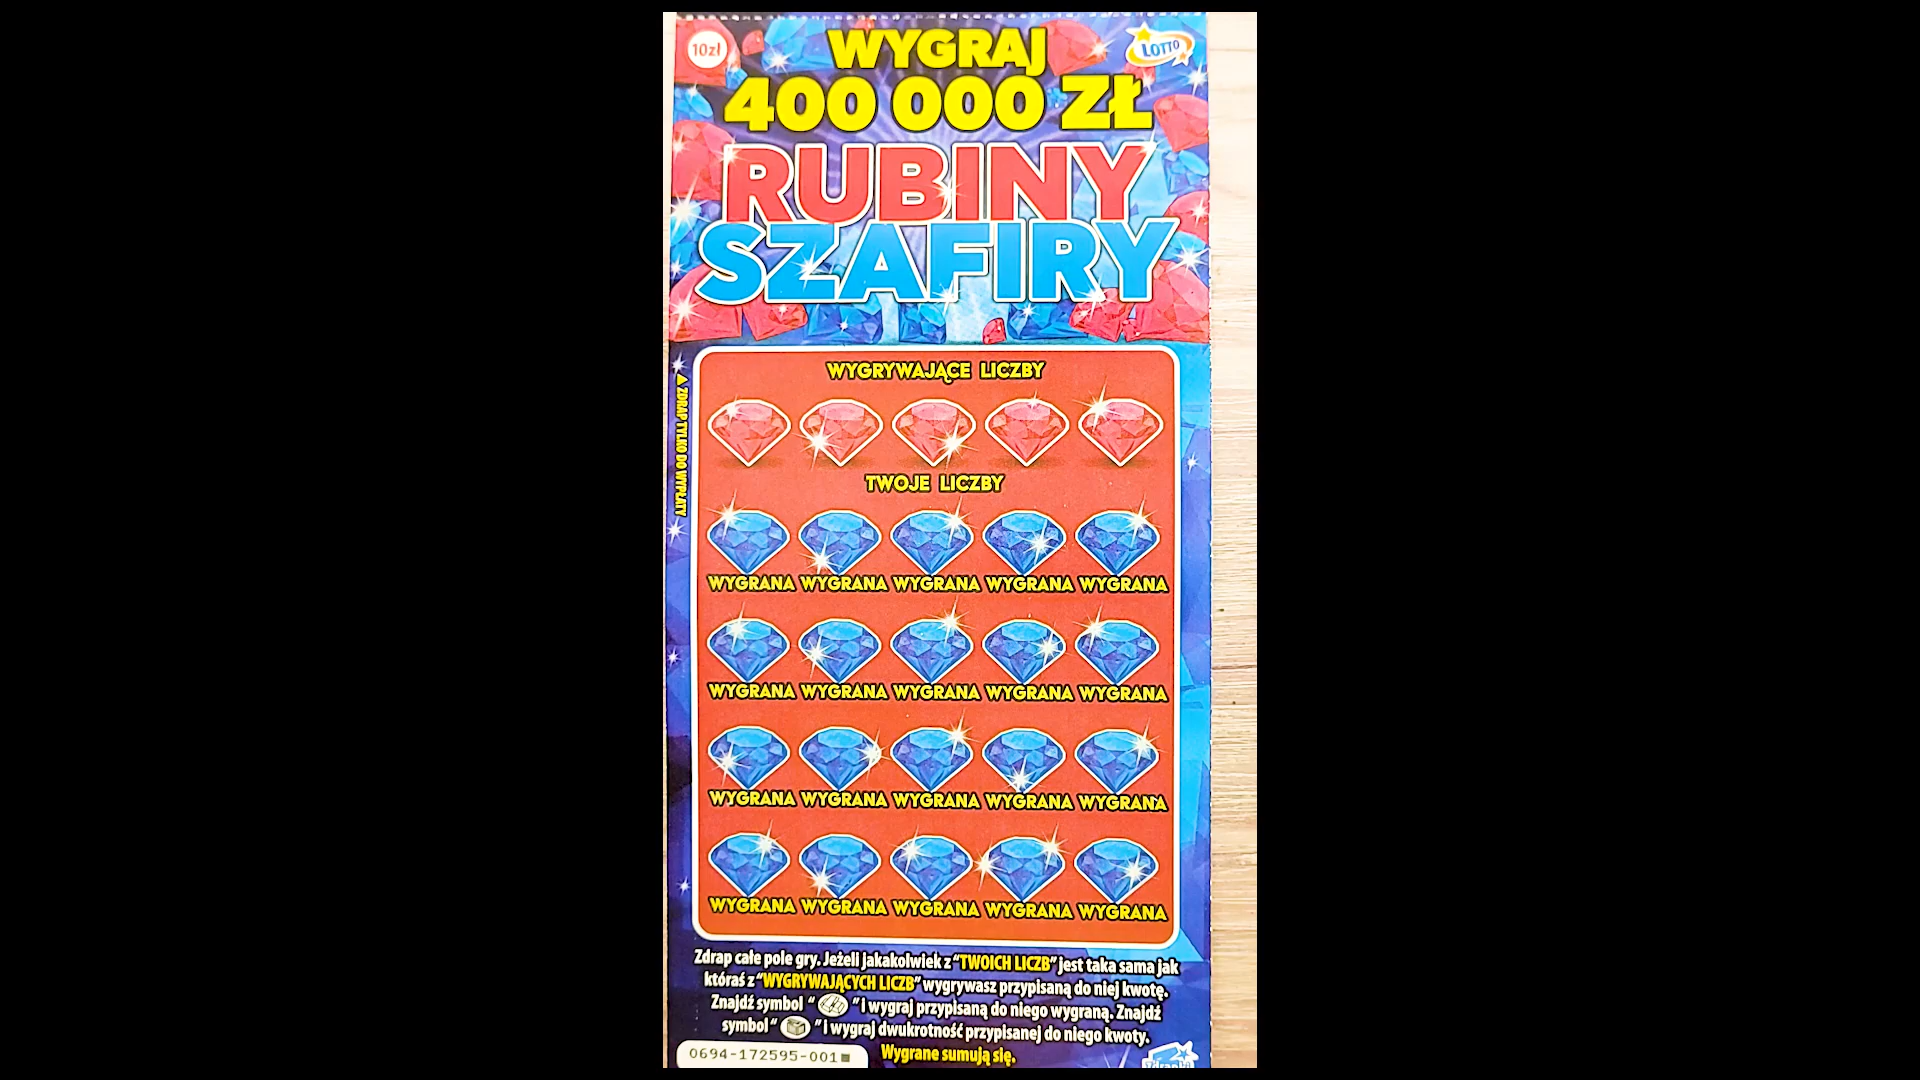 10zł
WYGRAJ
LOTTO
400 000 ZŁ
RUBINY
SZAFIRY
WYGRYWAJĄCE LICZBY
ZDRAP TYLKO DO WYPŁATY
TWOJE LICZBY
WYGRANA WYGRANA WYGRANA WYGRANA WYGRANA
WYGRANA WYGRANA WYGRANA WYGRANA WYGRANA
WYGRANA WYGRANA WYGRANA WYGRANA WYGRANA
WYGRANA WYGRANA WYGRANA WYGRANA WYGRANA
Zdrap całe pole gry. Jeżeli jakakolwiek z "TWOICH LICZB" jest taka sama jak
któraś z "WYGRYWAJĄCYCH LICZB" wygrywasz przypisaną do niej kwotę.
Znajdź symbol " " i wygraj przypisaną do niego wygraną. Znajdź
symbol " " i wygraj dwukrotność przypisanej do niego kwoty.
0694-172595-001
Wygrane sumują się.
Zdrapki